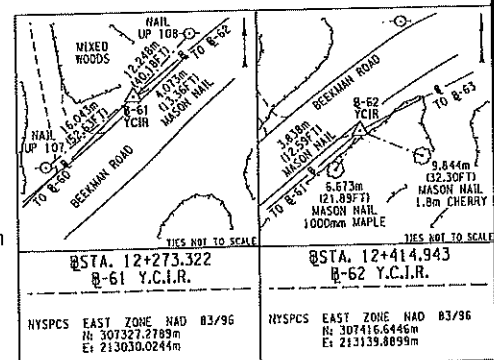 NAIL
UP 108
MIXED
WOODS
12.248m
(40.18FT)
TO B-62
4.073m
(13.36FT)
MASON NAIL
B-61
YCIR
16.043m
(52.63FT)
NAIL
UP 107
TO B-60
BEEKMAN ROAD
TIES NOT TO SCALE
BSTA. 12+273.322
B-61 Y.C.I.R.
NYSPCS EAST ZONE NAD 83/96
N: 307327.2789m
E: 213030.0244m
BEEKMAN ROAD
B-62
YCIR
TO B-63
3.838m
(12.59FT)
MASON NAIL
TO B-61
9.844m
(32.30FT)
MASON NAIL
1.8m CHERRY
6.673m
(21.89FT)
MASON NAIL
1000mm MAPLE
TIES NOT TO SCALE
BSTA. 12+414.943
B-62 Y.C.I.R.
NYSPCS EAST ZONE NAD 83/96
N: 307416.6446m
E: 213139.8899m